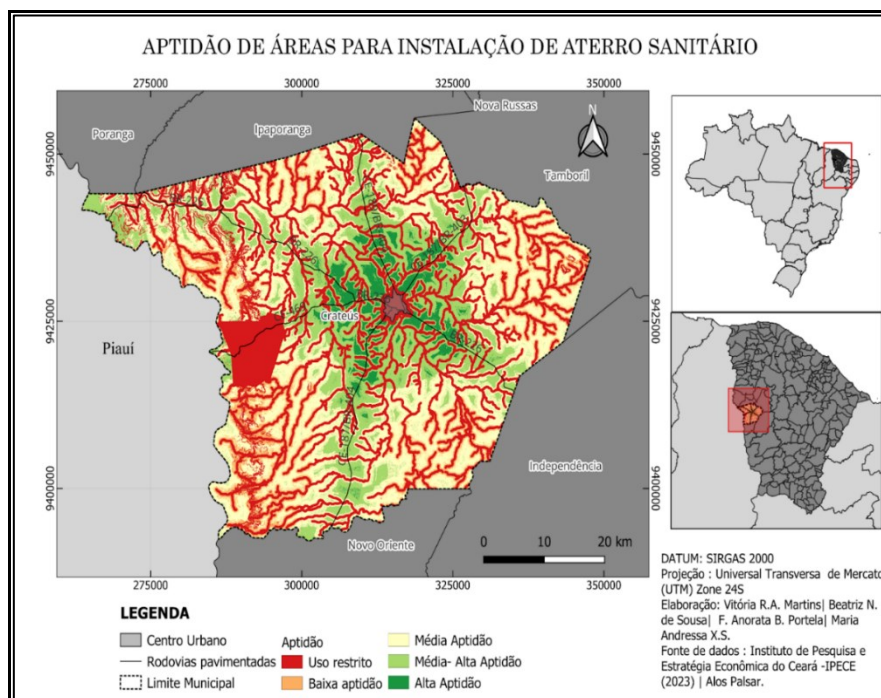 APTIDÃO DE ÁREAS PARA INSTALAÇÃO DE ATERRO SANITÁRIO
275000 300000 325000 350000
Nova Russas
Poranga
Ipaporanga
N
9450000
9450000
Tamboril
9425000
9425000
Crateús
Piauí
Independência
9400000
9400000
Novo Oriente
0 10 20 km
275000 300000 325000 350000
LEGENDA
Centro Urbano
Rodovias pavimentadas
Limite Municipal
Aptidão
Uso restrito
Baixa aptidão
Média Aptidão
Média- Alta Aptidão
Alta Aptidão
DATUM: SIRGAS 2000
Projeção : Universal Transversa de Mercato
(UTM) Zone 24S
Elaboração: Vitória R.A. Martins| Beatriz N.
de Sousa| F. Anorata B. Portela| Maria
Andressa X.S.
Fonte de dados : Instituto de Pesquisa e
Estratégia Econômica do Ceará -IPECE
(2023) | Alos Palsar.